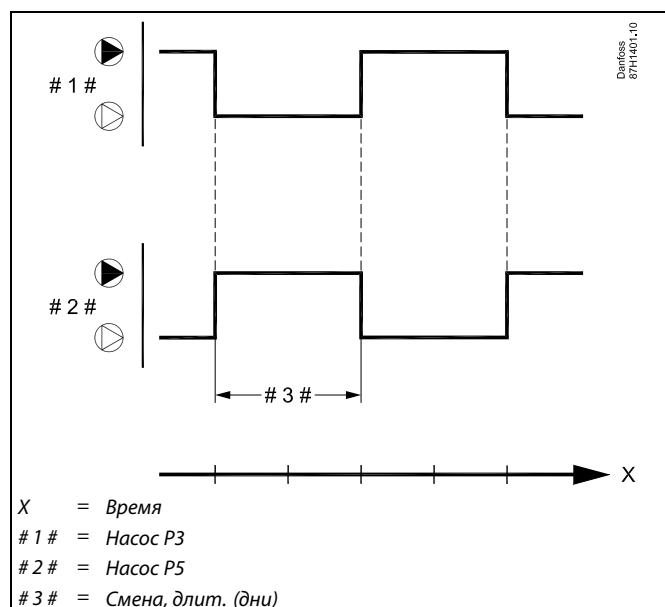 Danfoss
87H1401.10
# 1 #
# 2 #
# 3 #
X
X = Время
# 1 # = Насос P3
# 2 # = Насос P5
# 3 # = Смена, длит. (дни)